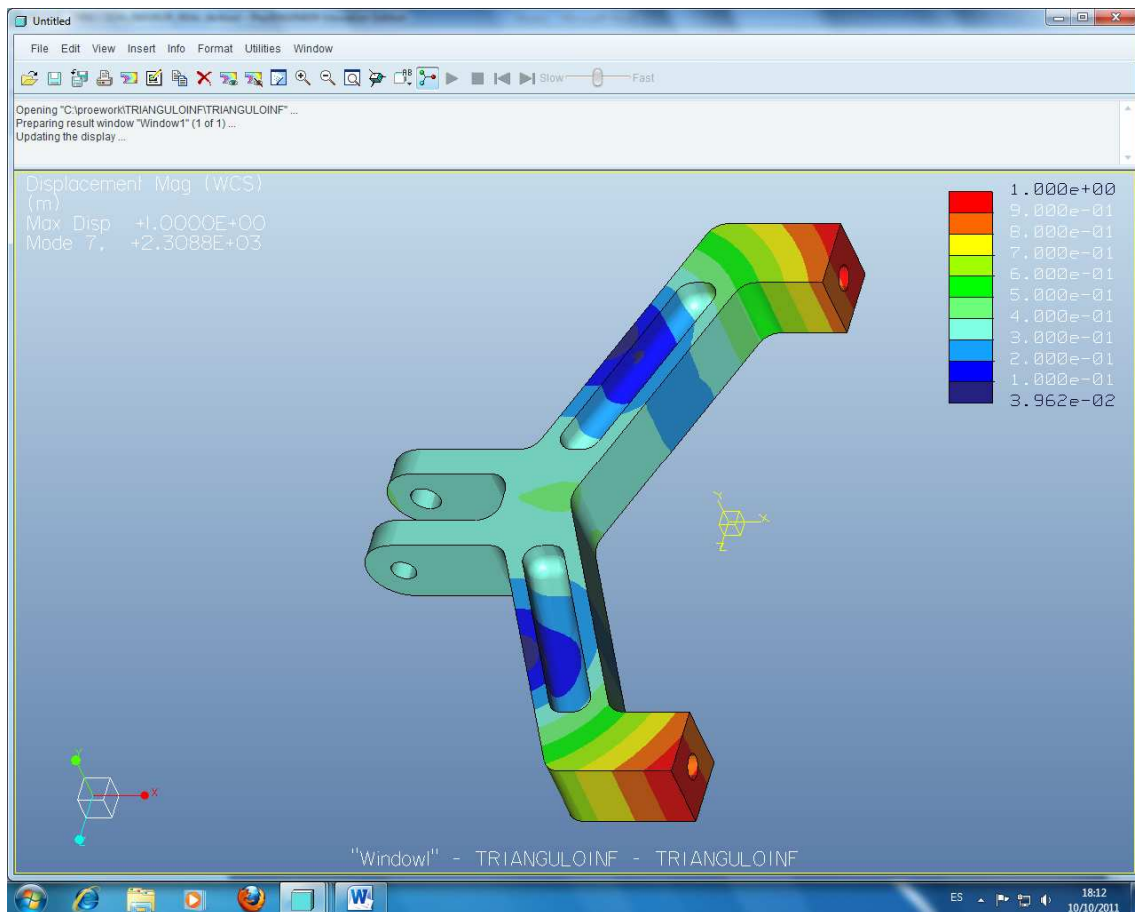 Untitled
File Edit View Insert Info Format Utilities Window
Slow Fast
Opening "C:\proework\TRIANGULOINF\TRIANGULOINF" ...
Preparing result window "Window1" (1 of 1) ...
Updating the display ...
Displacement Mag (WCS)
(m)
Max Disp +1.0000E+00
Mode 7, +2.3088E+03
1.000e+00
9.000e-01
8.000e-01
7.000e-01
6.000e-01
5.000e-01
4.000e-01
3.000e-01
2.000e-01
1.000e-01
3.962e-02
Y
X
Z
Y
X
Z
"Window1" - TRIANGULOINF - TRIANGULOINF
ES
18:12
10/10/2011